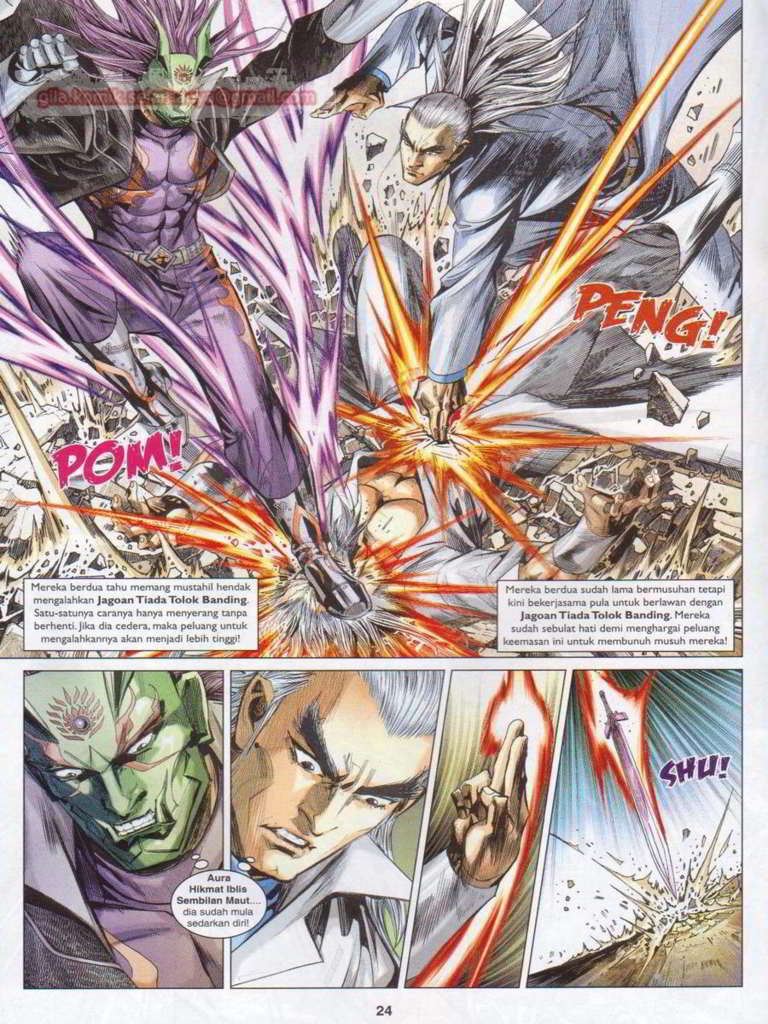 POM!
PENG!
Mereka berdua tahu memang mustahil hendak
mengalahkan Jagoan Tiada Tolok Banding.
Satu-satunya caranya hanya menyerang tanpa
berhenti. Jika dia cedera, maka peluang untuk
mengalahkannya akan menjadi lebih tinggi!
Mereka berdua sudah lama bermusuhan tetapi
kini bekerjasama pula untuk berlawan dengan
Jagoan Tiada Tolok Banding. Mereka
sudah sebulat hati demi menghargai peluang
keemasan ini untuk membunuh musuh mereka!
Aura
Hikmat Iblis
Sembilan Maut....
dia sudah mula
sedarkan diri!
SHU!
24